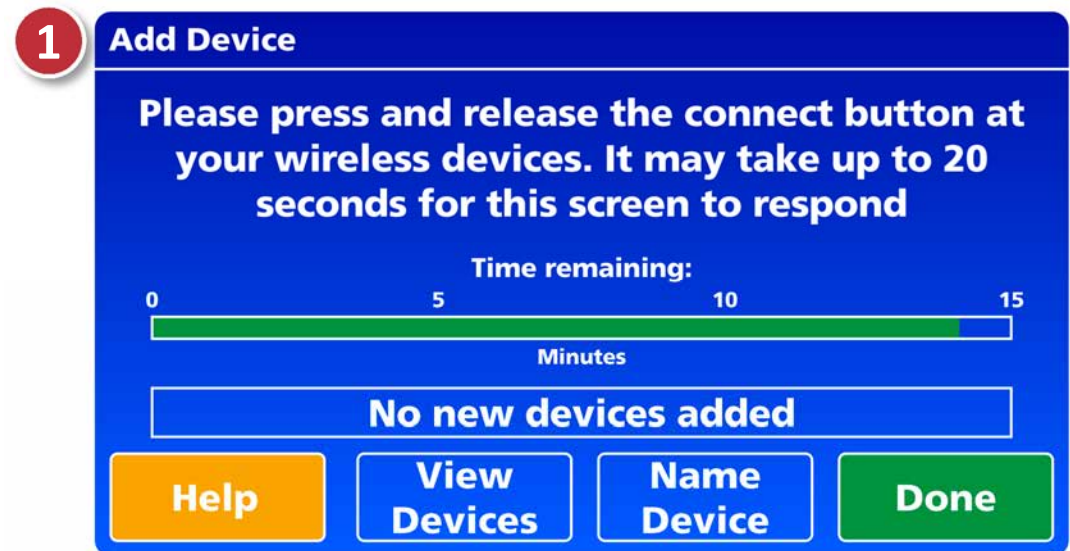 1
Add Device
Please press and release the connect button at
your wireless devices. It may take up to 20
seconds for this screen to respond
Time remaining:
0 5 10 15
Minutes
No new devices added
Help
View
Devices
Name
Device
Done